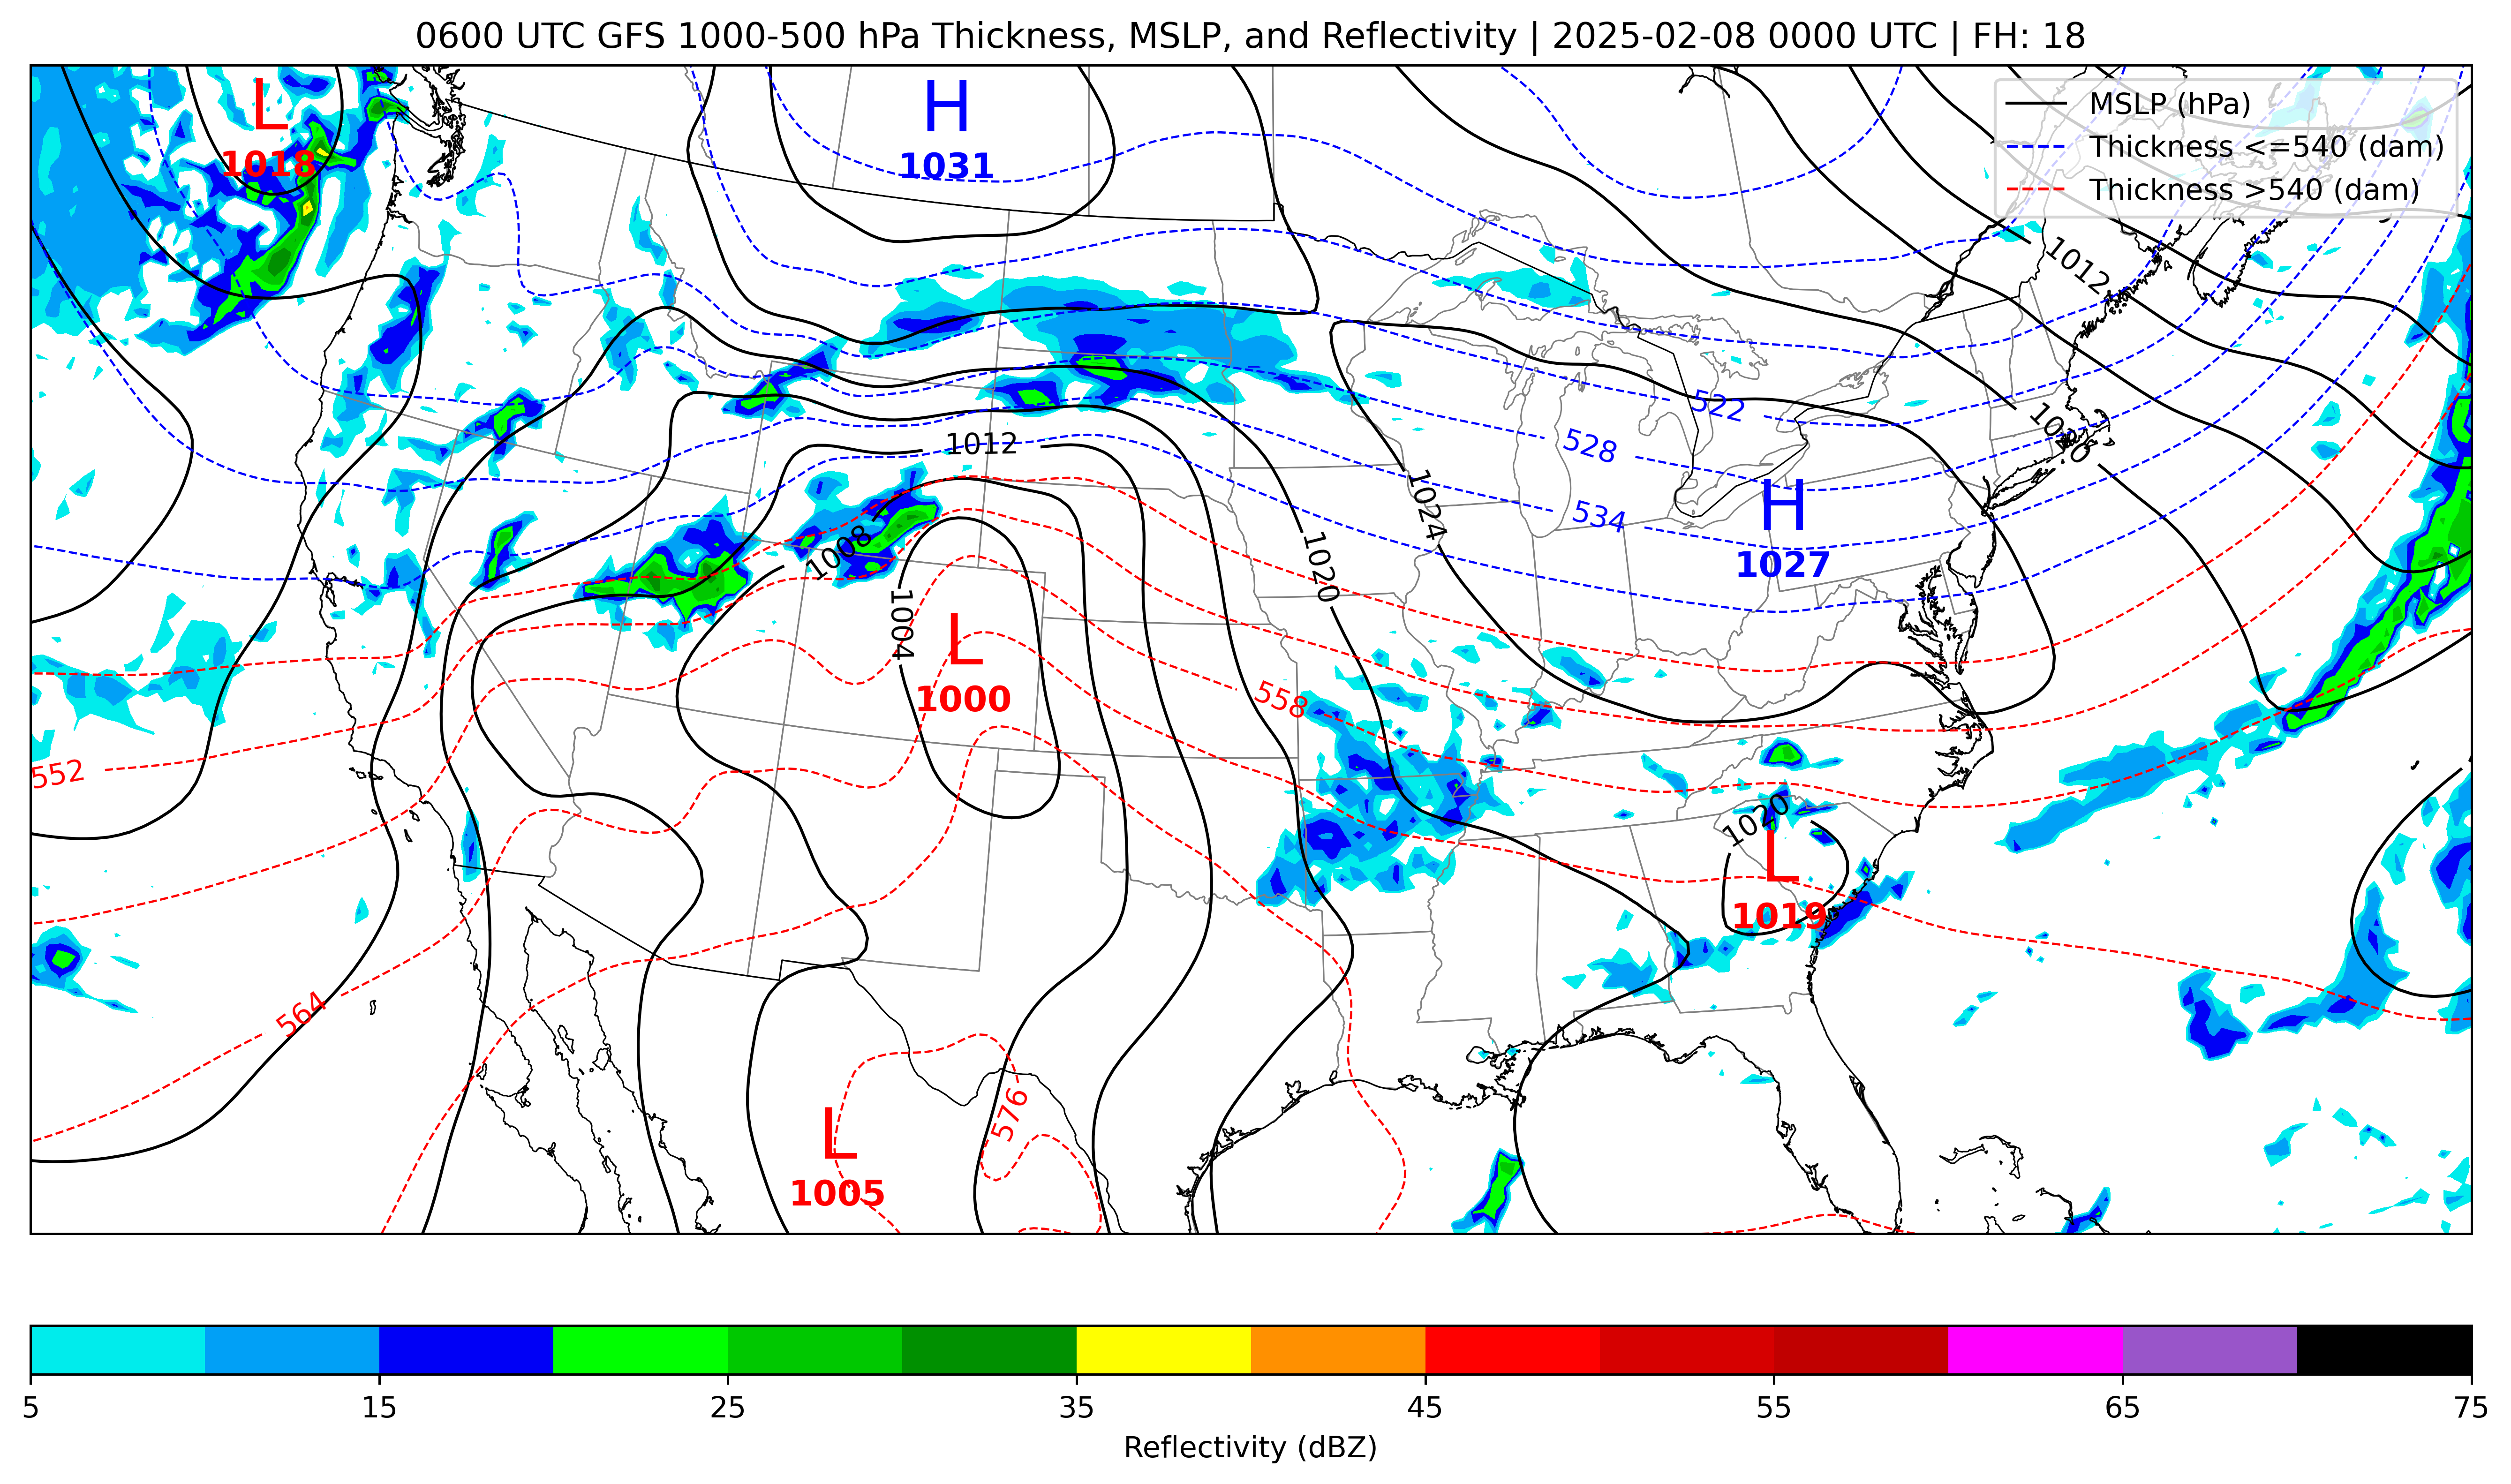 0600 UTC GFS 1000-500 hPa Thickness, MSLP, and Reflectivity | 2025-02-08 0000 UTC | FH: 18
L
1018
H
1031
MSLP (hPa)
Thickness <=540 (dam)
Thickness >540 (dam)
1012
1020
522
528
534
1012
1024
H
1027
1008
1020
1004
L
1000
558
552
1020
L
1019
564
576
L
1005
5 15 25 35 45 55 65 75
Reflectivity (dBZ)